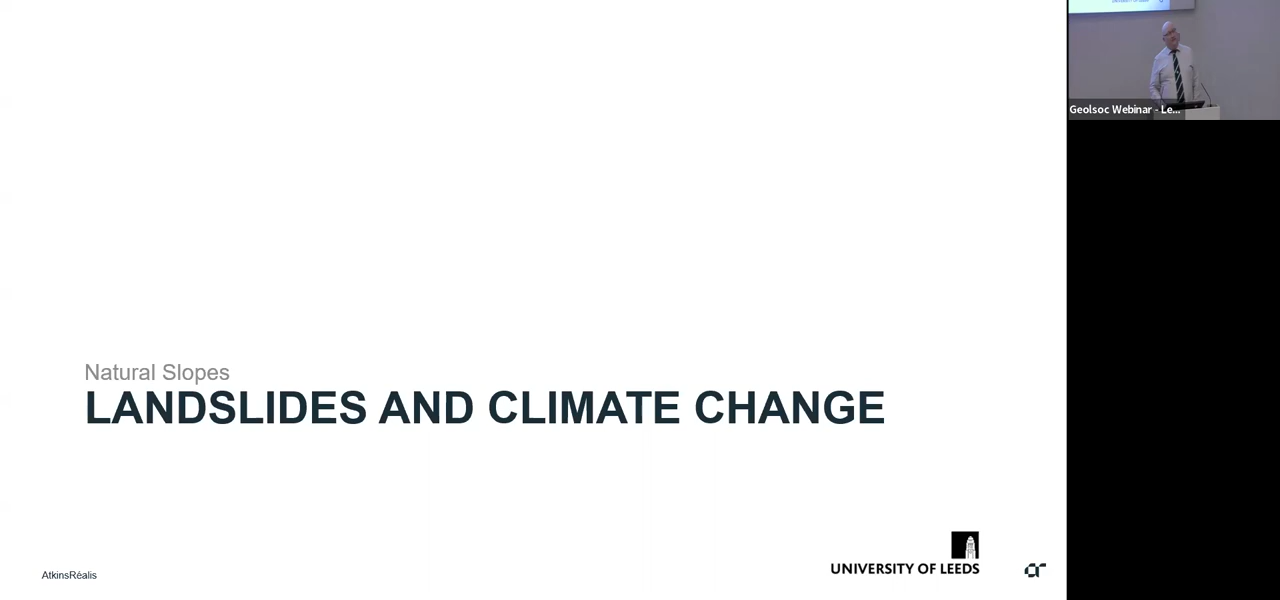 Geolsoc Webinar - Le...
Natural Slopes
LANDSLIDES AND CLIMATE CHANGE
UNIVERSITY OF LEEDS
AtkinsRéalis